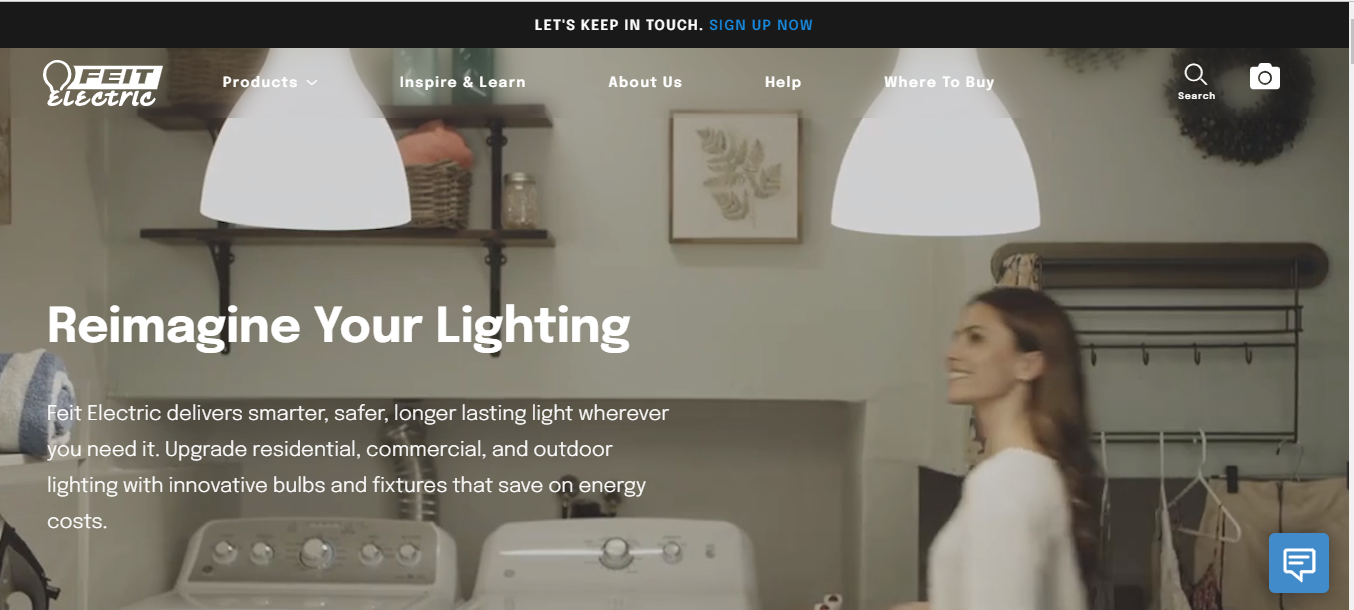 LET'S KEEP IN TOUCH. SIGN UP NOW
FEIT
ELECTRIC
Products
Inspire & Learn
About Us
Help
Where To Buy
Search
Reimagine Your Lighting
Feit Electric delivers smarter, safer, longer lasting light wherever
you need it. Upgrade residential, commercial, and outdoor
lighting with innovative bulbs and fixtures that save on energy
costs.